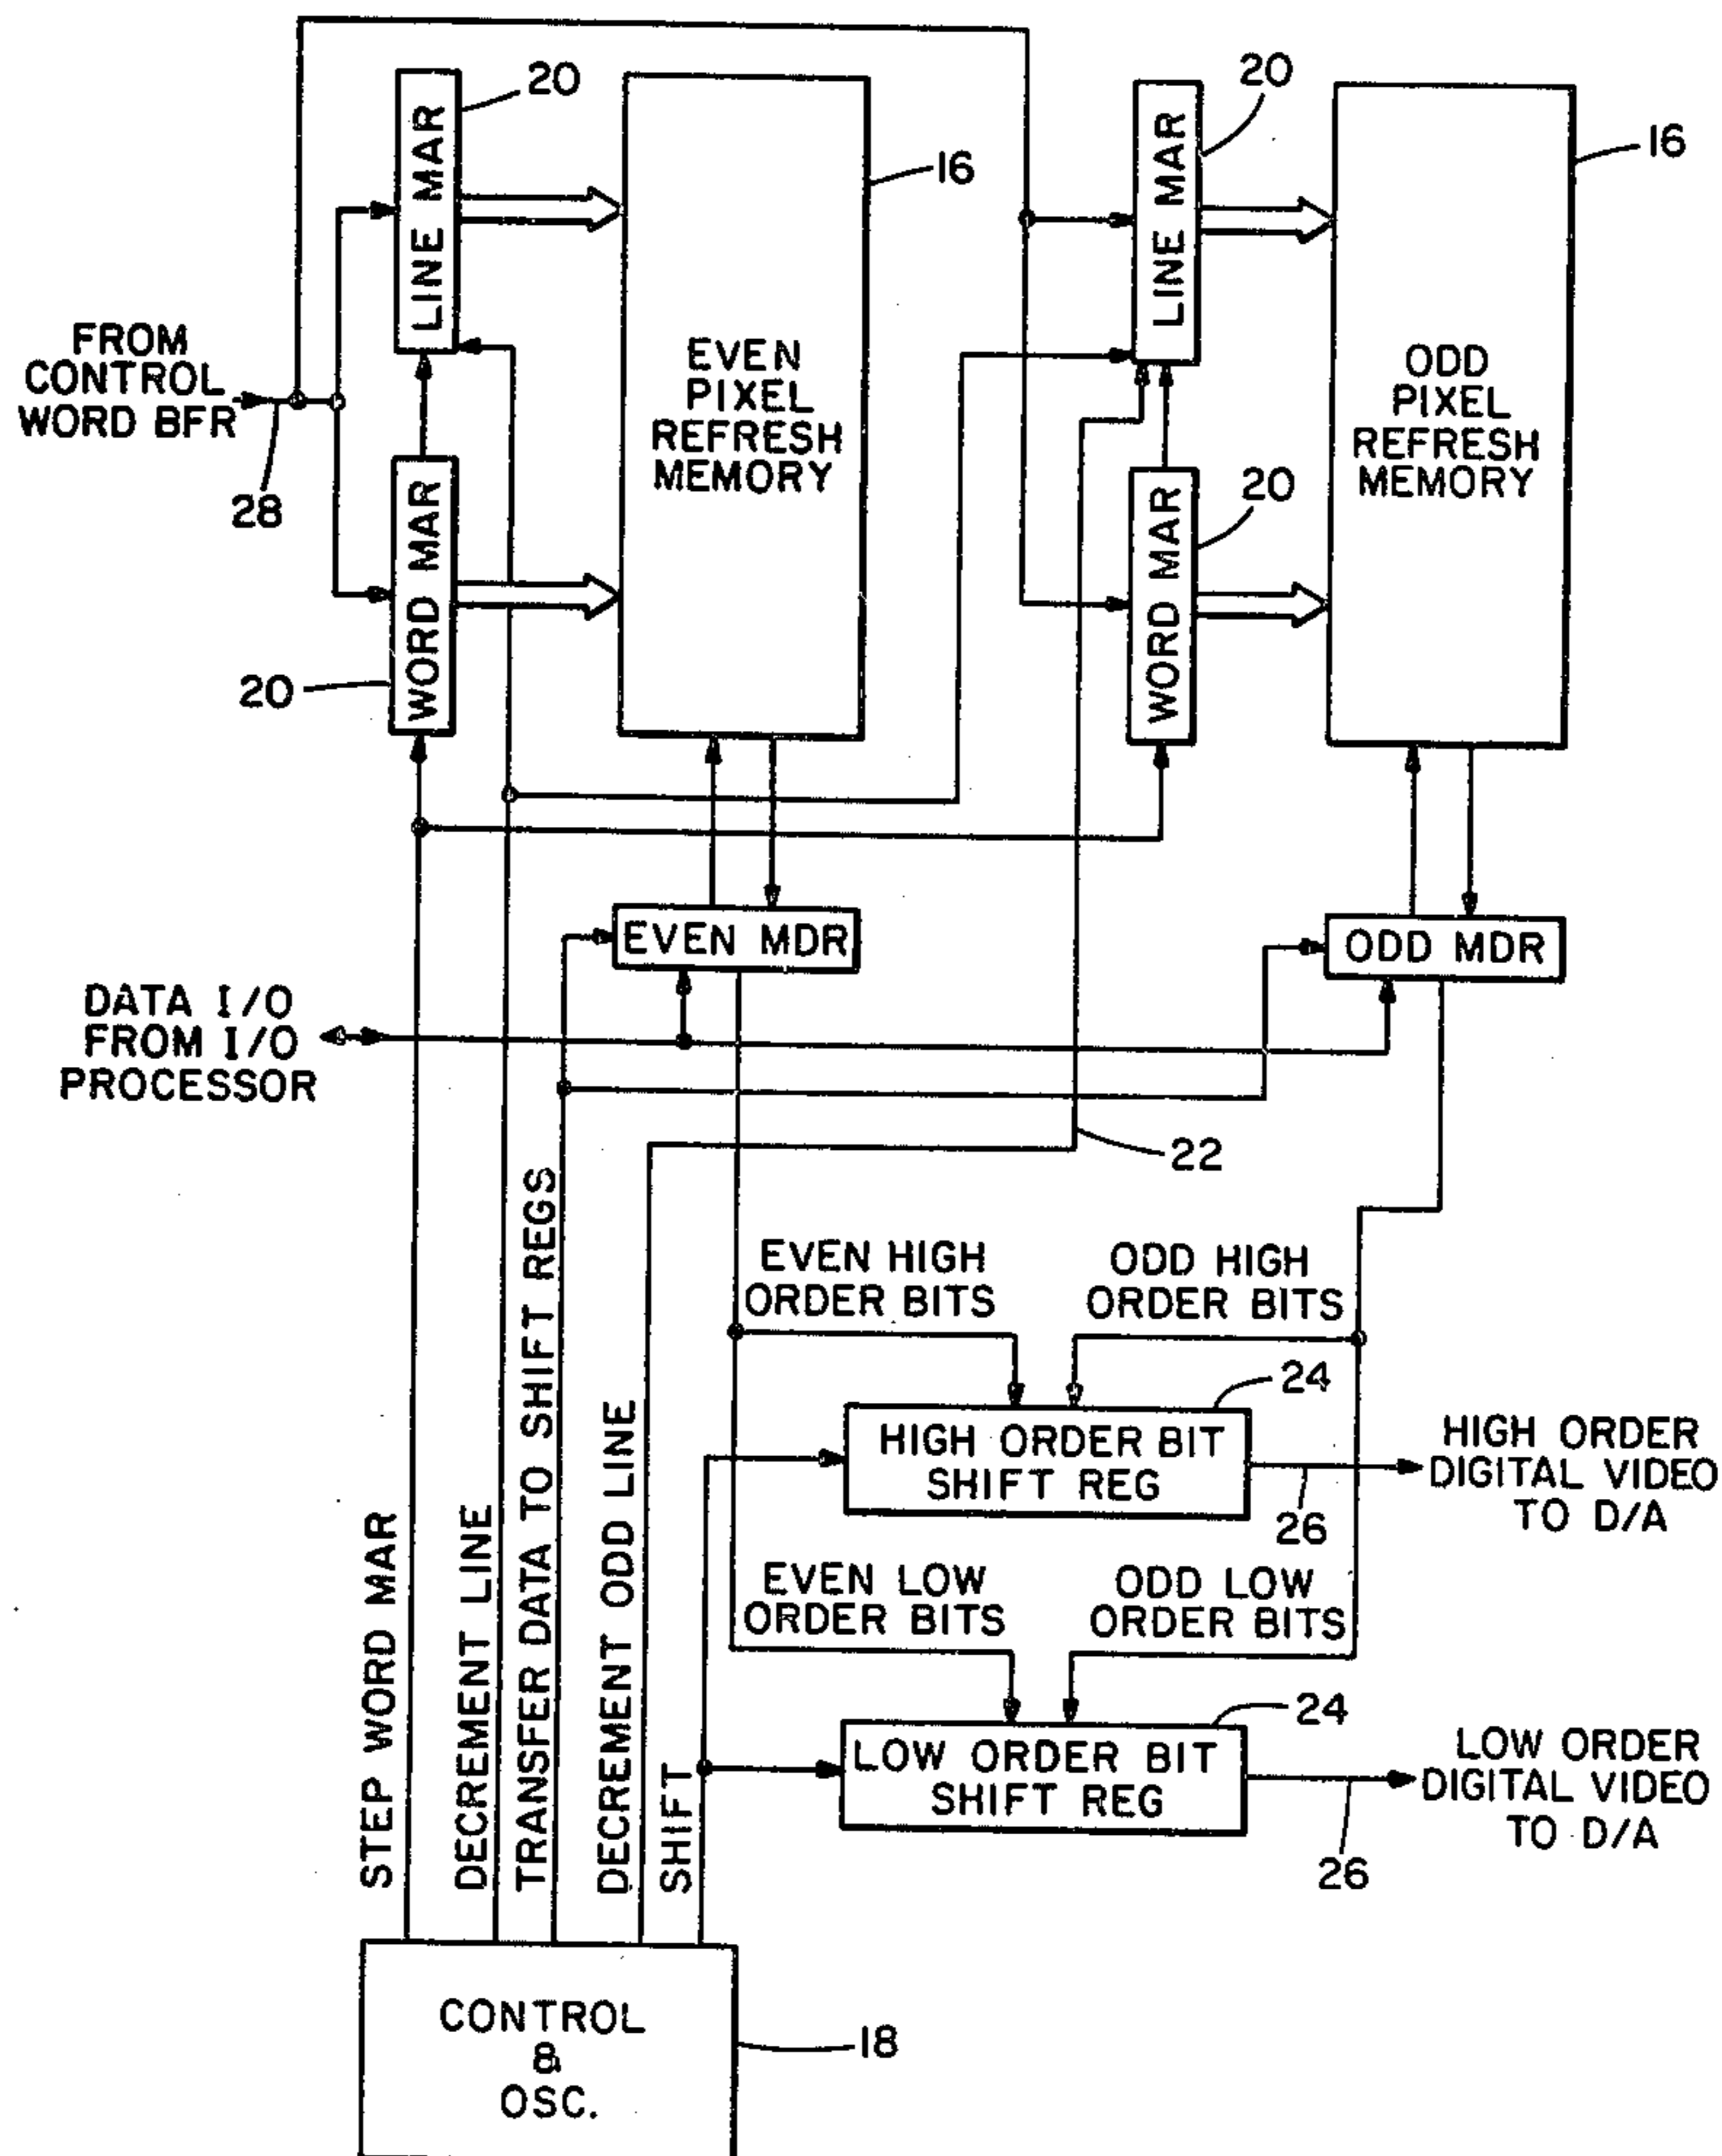 20
LINE MAR
16
EVEN
PIXEL
REFRESH
MEMORY
20
LINE MAR
16
ODD
PIXEL
REFRESH
MEMORY
FROM
CONTROL
WORD BFR
28
WORD MAR
20
WORD MAR
20
EVEN MDR
ODD MDR
DATA I/O
FROM I/O
PROCESSOR
22
EVEN HIGH
ORDER BITS
ODD HIGH
ORDER BITS
24
HIGH ORDER BIT
SHIFT REG
26
HIGH ORDER
DIGITAL VIDEO
TO D/A
EVEN LOW
ORDER BITS
ODD LOW
ORDER BITS
24
LOW ORDER BIT
SHIFT REG
26
LOW ORDER
DIGITAL VIDEO
TO D/A
STEP WORD MAR
DECREMENT LINE
TRANSFER DATA TO SHIFT REGS
DECREMENT ODD LINE
SHIFT
CONTROL
&
OSC.
18